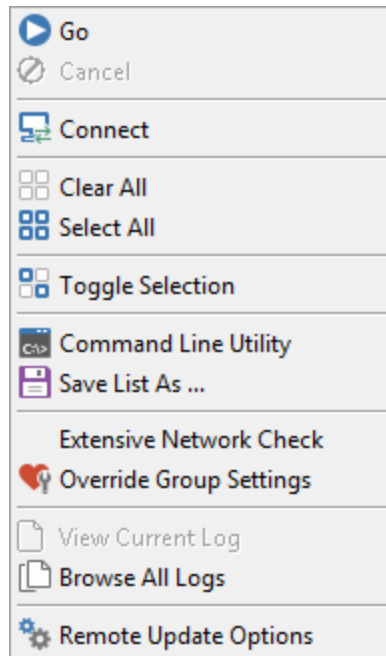 Go
Cancel
Connect
Clear All
Select All
Toggle Selection
C:\>
Command Line Utility
Save List As ...
Extensive Network Check
Override Group Settings
View Current Log
Browse All Logs
Remote Update Options